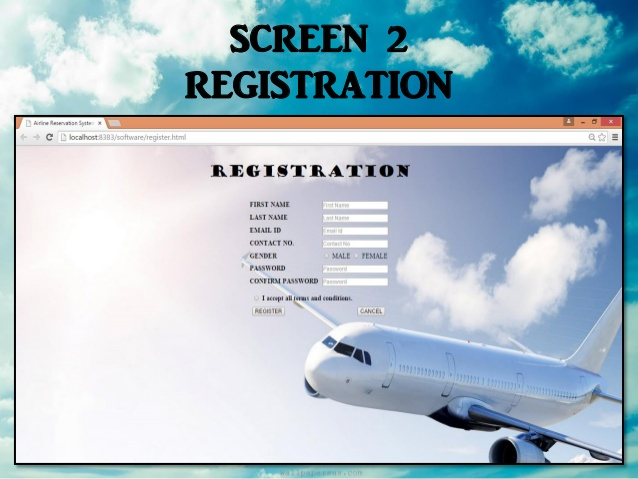 SCREEN 2
REGISTRATION
Airline Reservation System
localhost:8383/software/register.html
REGISTRATION
FIRST NAME First Name
LAST NAME Last Name
EMAIL ID Email Id
CONTACT NO. Contact No
GENDER MALE FEMALE
PASSWORD Password
CONFIRM PASSWORD Password
I accept all terms and conditions.
REGISTER CANCEL